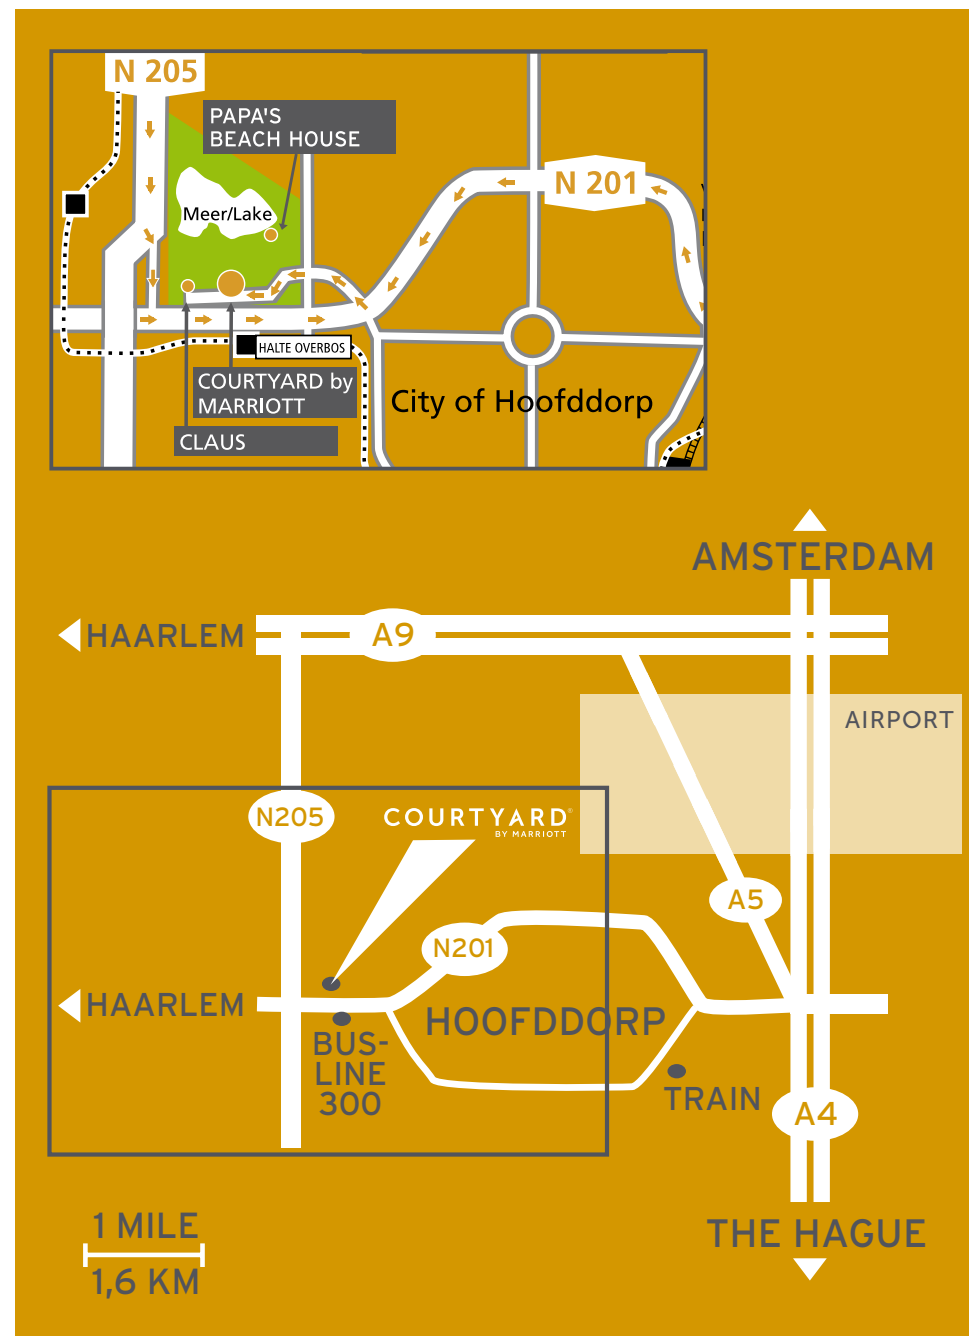 N 205
PAPA'S
BEACH HOUSE
N 201
Meer/Lake
HALTE OVERBOS
COURTYARD by
MARRIOTT
City of Hoofddorp
CLAUS
AMSTERDAM
HAARLEM
A9
AIRPORT
N205
COURTYARD®
BY MARRIOTT
A5
N201
HAARLEM
HOOFDDORP
BUS-
LINE
300
TRAIN
A4
1 MILE
THE HAGUE
1,6 KM